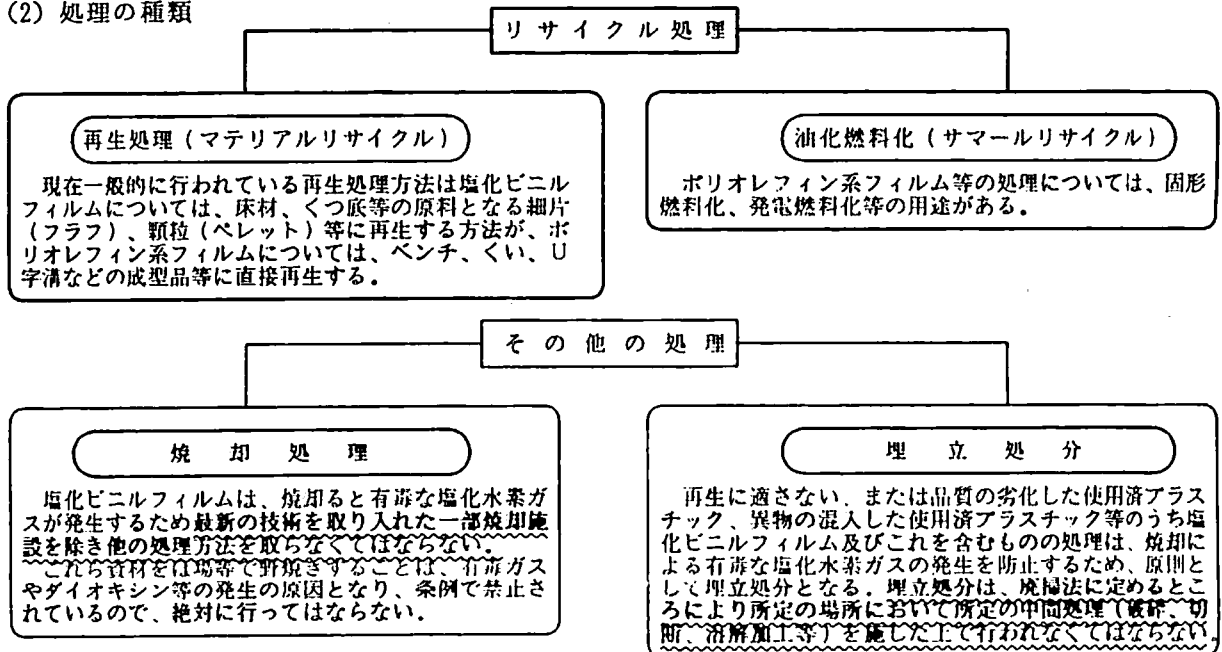 (2) 処理の種類
リサイクル処理
再生処理(マテリアルリサイクル)
現在一般的に行われている再生処理方法は塩化ビニル
フィルムについては、床材、くつ底等の原料となる細片
(フラフ)、顆粒(ペレット)等に再生する方法が、ポ
リオレフィン系フィルムについては、ベンチ、くい、U
字溝などの成型品等に直接再生する。
油化燃料化(サマールリサイクル)
ポリオレフィン系フィルム等の処理については、固形
燃料化、発電燃料化等の用途がある。
その他の処理
焼却処理
塩化ビニルフィルムは、焼却ると有毒な塩化水素ガ
スが発生するため最新の技術を取り入れた一部焼却施
設を除き他の処理方法を取らなくてはならない。
これら資材をほ場等で野焼きすることは、有毒ガス
やダイオキシン等の発生の原因となり、条例で禁止さ
れているので、絶対に行ってはならない。
埋立処分
再生に適さない、または品質の劣化した使用済プラス
チック、異物の混入した使用済プラスチック等のうち塩
化ビニルフィルム及びこれを含むものの処理は、焼却に
よる有毒な塩化水素ガスの発生を防止するため、原則と
して埋立処分となる。埋立処分は、廃掃法に定めるとこ
ろにより所定の場所において所定の中間処理(破砕、切
断、溶解加工等)を施した上で行われなくてはならない。